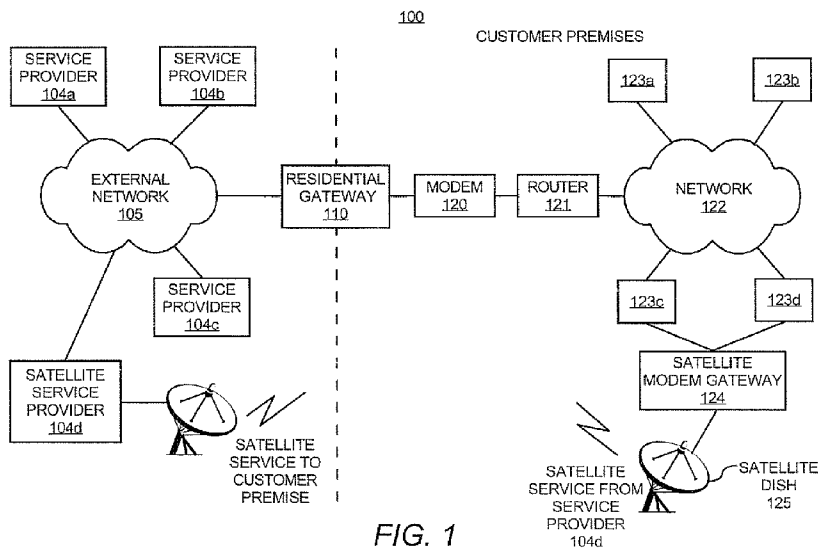 100
CUSTOMER PREMISES
SERVICE
PROVIDER
104a
SERVICE
PROVIDER
104b
123a
123b
EXTERNAL
NETWORK
105
RESIDENTIAL
GATEWAY
110
MODEM
120
ROUTER
121
NETWORK
122
SERVICE
PROVIDER
104c
123c
123d
SATELLITE
SERVICE
PROVIDER
104d
SATELLITE
MODEM GATEWAY
124
SATELLITE
SERVICE TO
CUSTOMER
PREMISE
SATELLITE
SERVICE FROM
SERVICE
PROVIDER
104d
SATELLITE
DISH
125
FIG. 1